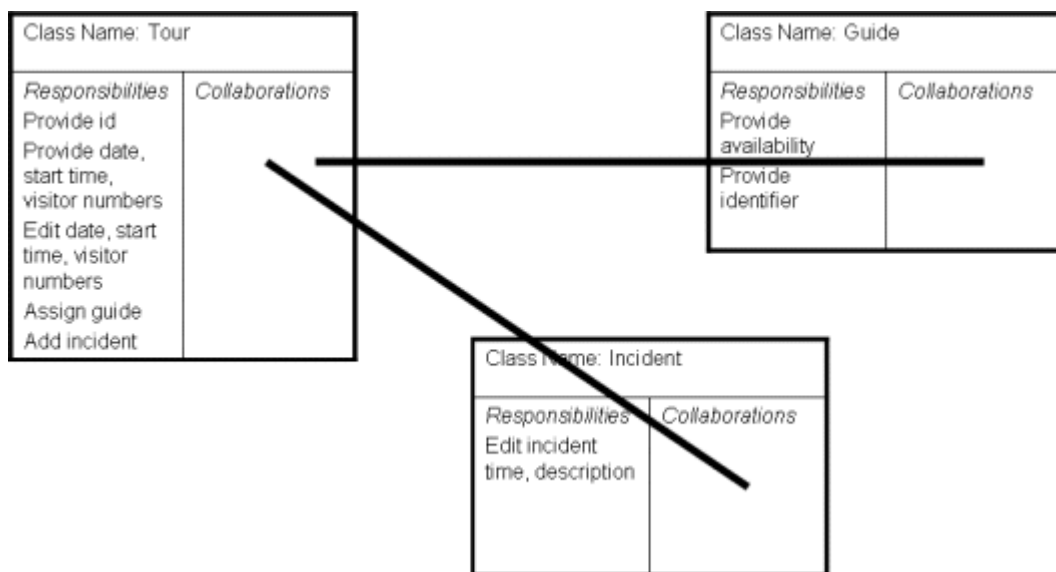 Class Name: Tour
Responsibilities
Provide id
Provide date,
start time,
visitor numbers
Edit date, start
time, visitor
numbers
Assign guide
Add incident
Collaborations
Class Name: Guide
Responsibilities
Provide
availability
Provide
identifier
Collaborations
Class Name: Incident
Responsibilities
Edit incident
time, description
Collaborations